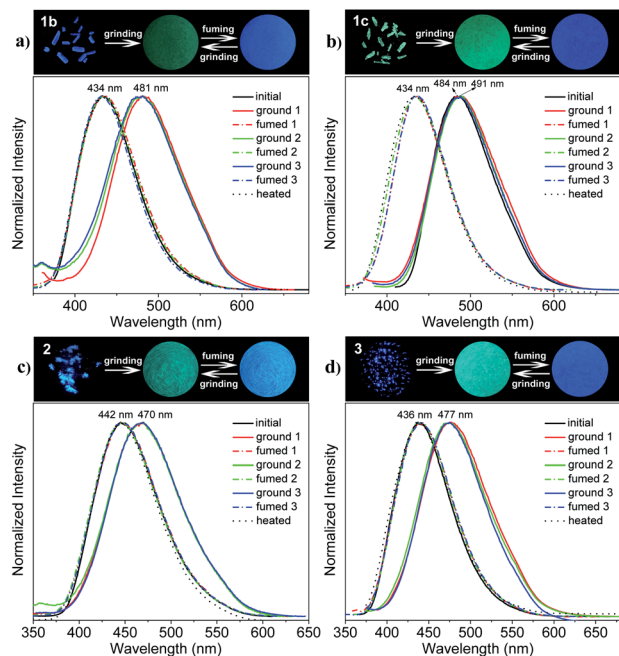 a)
1b
grinding
fuming
grinding
434 nm
481 nm
initial
ground 1
fumed 1
ground 2
fumed 2
ground 3
fumed 3
heated
Normalized Intensity
400 450 500 550 600
Wavelength (nm)
b)
1c
grinding
fuming
grinding
434 nm
484 nm
491 nm
initial
ground 1
fumed 1
ground 2
fumed 2
ground 3
fumed 3
heated
Normalized Intensity
350 400 450 500 550 600 650
Wavelength (nm)
c)
2
grinding
fuming
grinding
442 nm
470 nm
initial
ground 1
fumed 1
ground 2
fumed 2
ground 3
fumed 3
heated
Normalized Intensity
350 400 450 500 550 600 650
Wavelength (nm)
d)
3
grinding
fuming
grinding
436 nm
477 nm
initial
ground 1
fumed 1
ground 2
fumed 2
ground 3
fumed 3
heated
Normalized Intensity
350 400 450 500 550 600 650
Wavelength (nm)